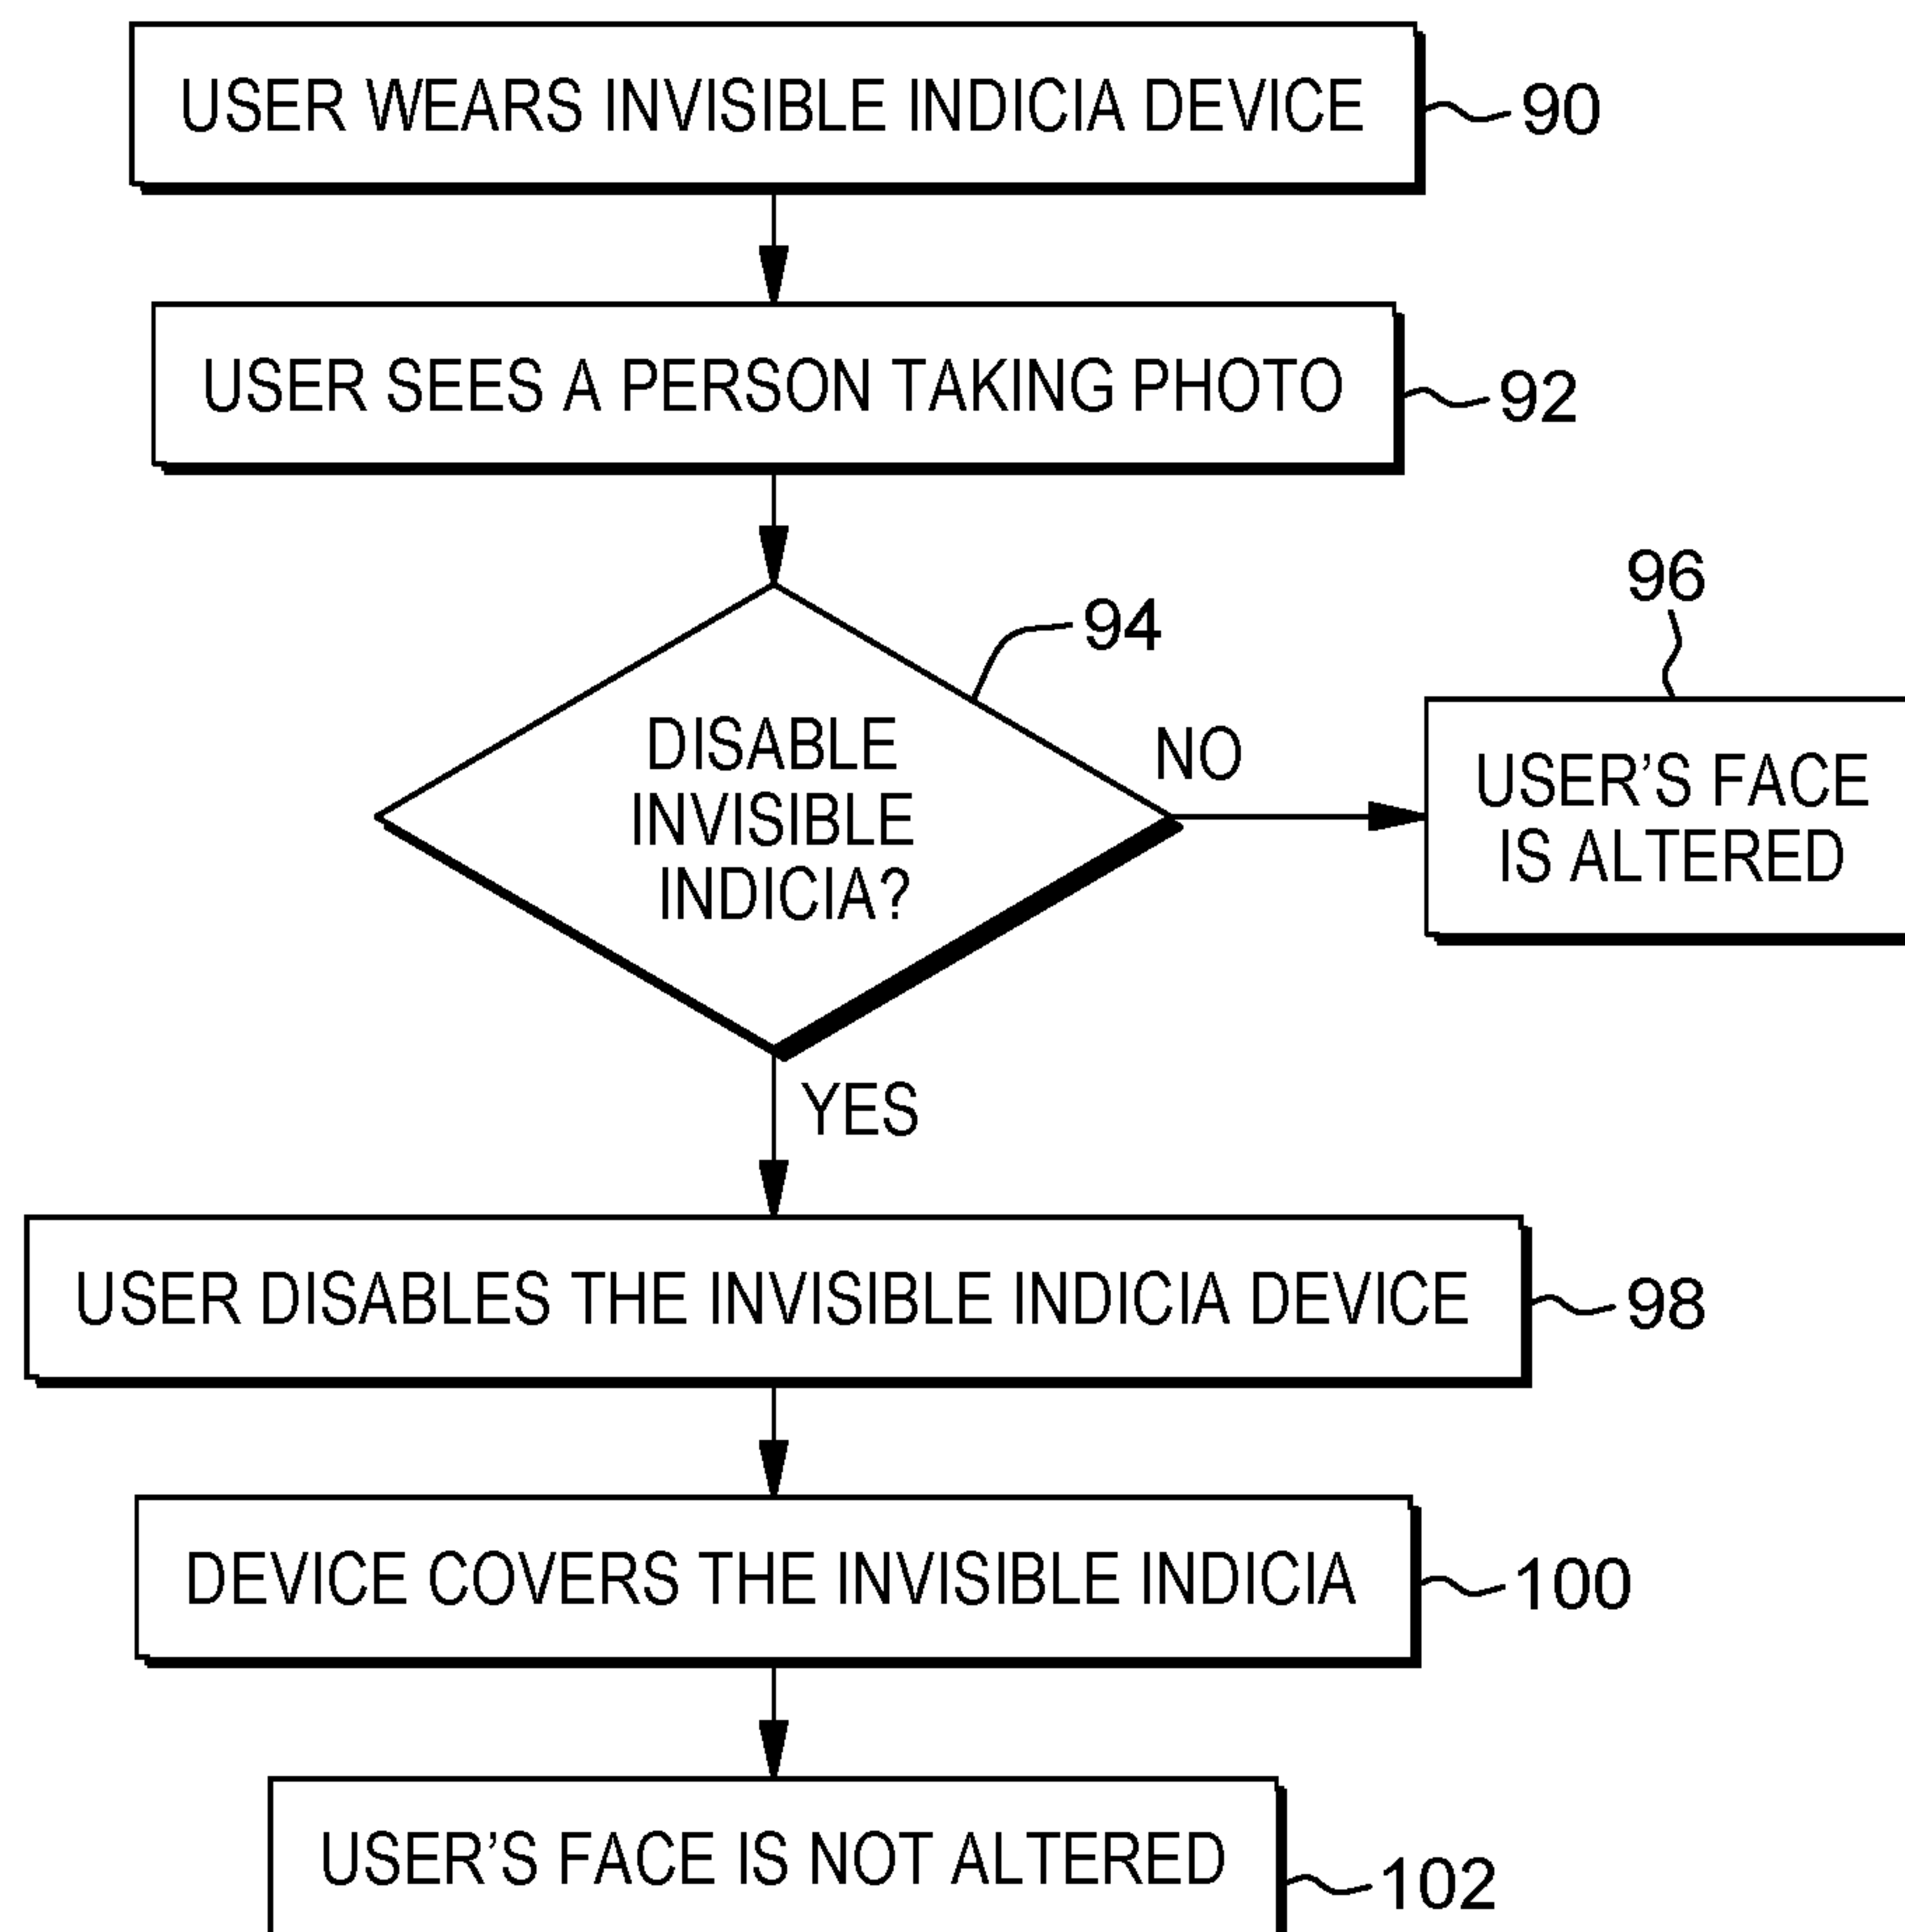 USER WEARS INVISIBLE INDICIA DEVICE
90
USER SEES A PERSON TAKING PHOTO
92
94
DISABLE
INVISIBLE
INDICIA?
NO
96
USER’S FACE
IS ALTERED
YES
USER DISABLES THE INVISIBLE INDICIA DEVICE
98
DEVICE COVERS THE INVISIBLE INDICIA
100
USER’S FACE IS NOT ALTERED
102